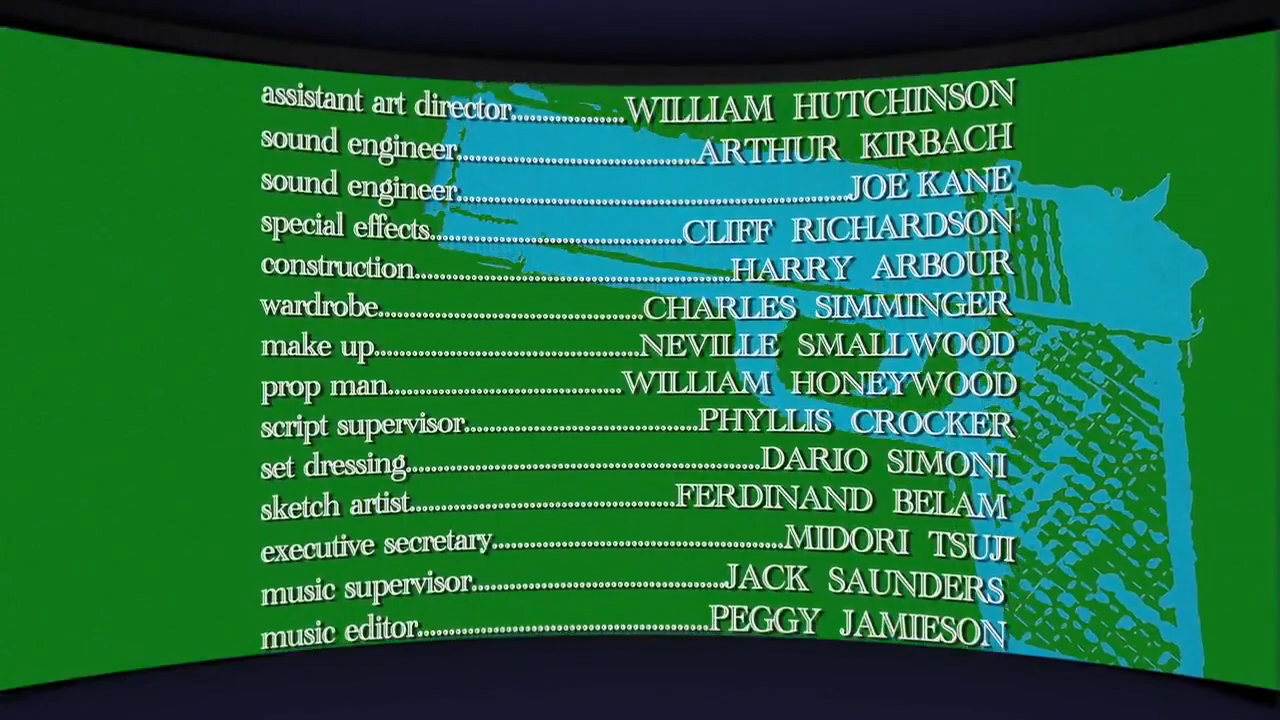 assistant art director..................WILLIAM HUTCHINSON
sound engineer........................................ARTHUR KIRBACH
sound engineer................................................................JOE KANE
special effects..........................................CLIFF RICHARDSON
construction....................................................HARRY ARBOUR
wardrobe............................................CHARLES SIMMINGER
make up............................................NEVILLE SMALLWOOD
prop man.......................................WILLIAM HONEYWOOD
script supervisor.......................................PHYLLIS CROCKER
set dressing...........................................................DARIO SIMONI
sketch artist............................................FERDINAND BELAM
executive secretary................................................MIDORI TSUJI
music supervisor..........................................JACK SAUNDERS
music editor.................................................PEGGY JAMIESON